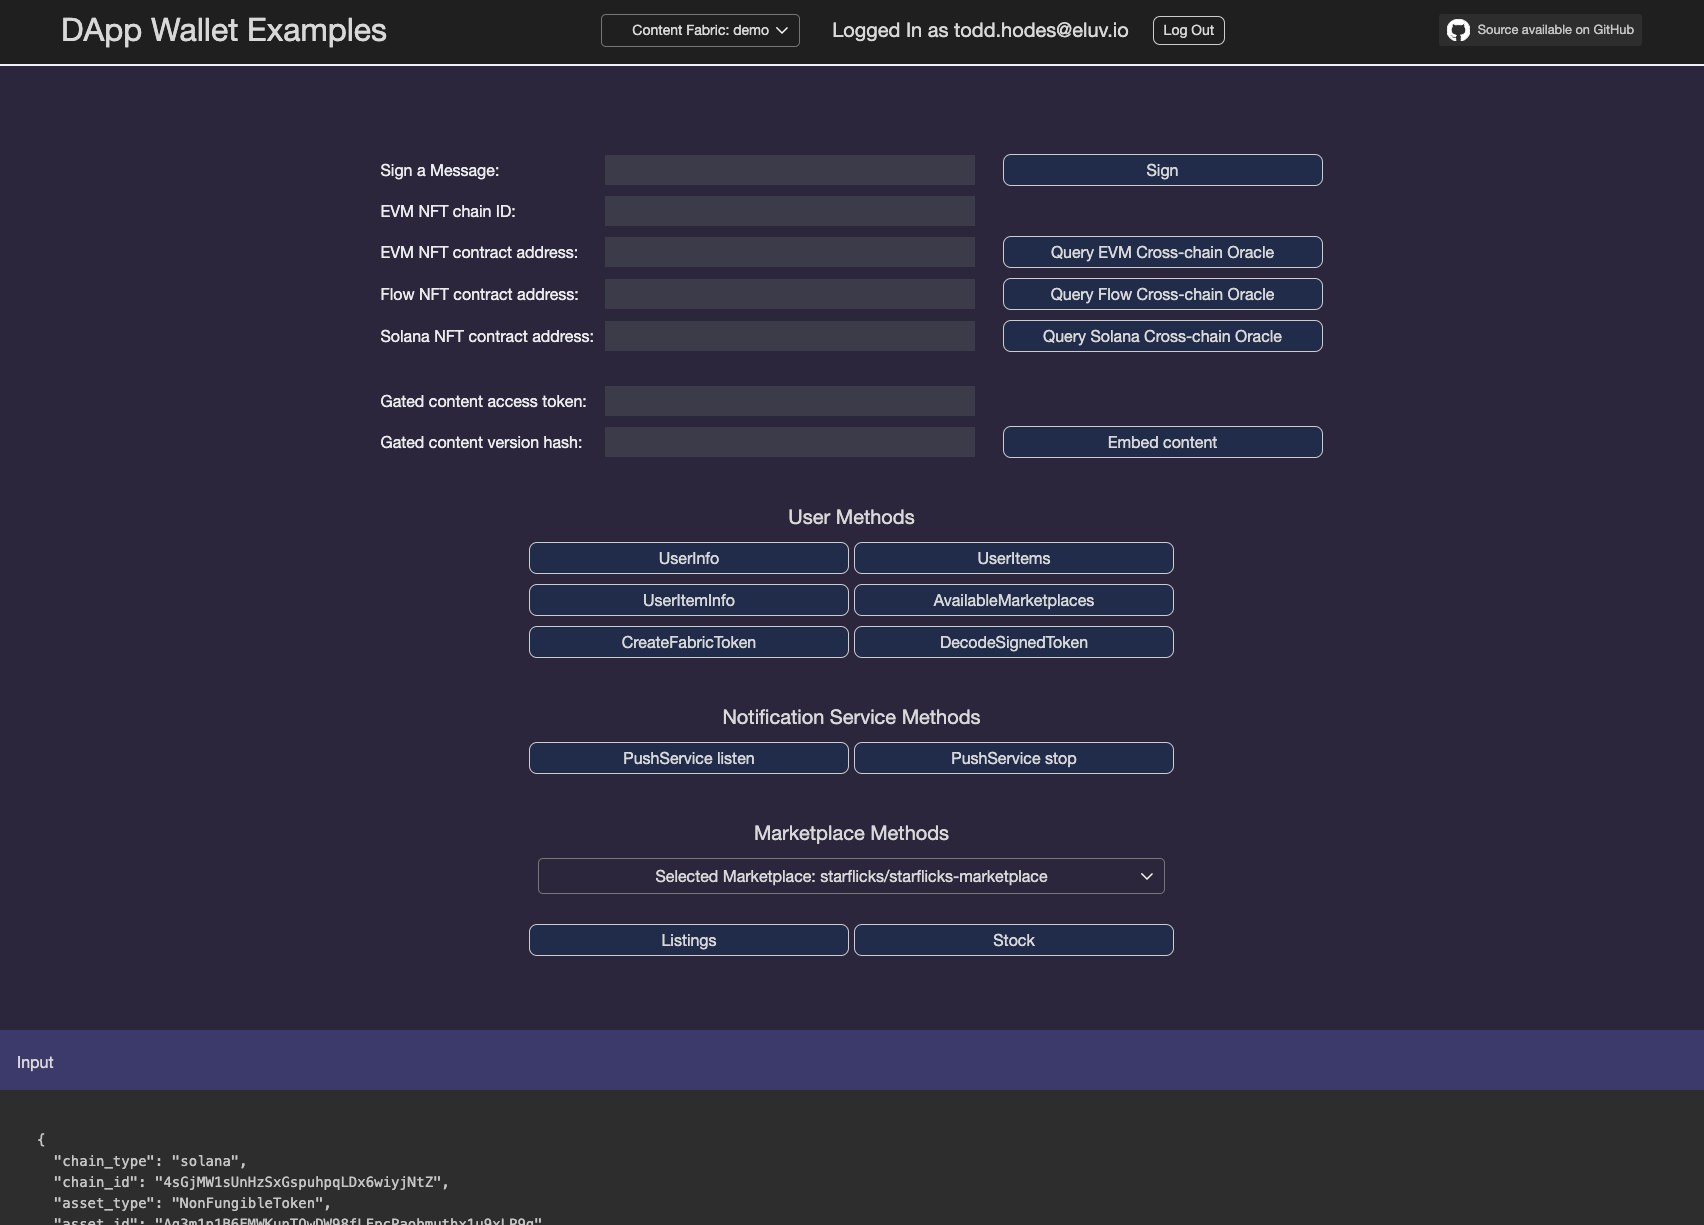 DApp Wallet Examples
Content Fabric: demo
Logged In as todd.hodes@eluv.io
Log Out
Source available on GitHub
Sign a Message:
Sign
EVM NFT chain ID:
EVM NFT contract address:
Query EVM Cross-chain Oracle
Flow NFT contract address:
Query Flow Cross-chain Oracle
Solana NFT contract address:
Query Solana Cross-chain Oracle
Gated content access token:
Gated content version hash:
Embed content
User Methods
UserInfo
UserItems
UserItemInfo
AvailableMarketplaces
CreateFabricToken
DecodeSignedToken
Notification Service Methods
PushService listen
PushService stop
Marketplace Methods
Selected Marketplace: starflicks/starflicks-marketplace
Listings
Stock
Input
{
"chain_type": "solana",
"chain_id": "4sGjMW1sUnHzSxGspuhpqLDx6wiyjNtZ",
"asset_type": "NonFungibleToken",
"asset_id":